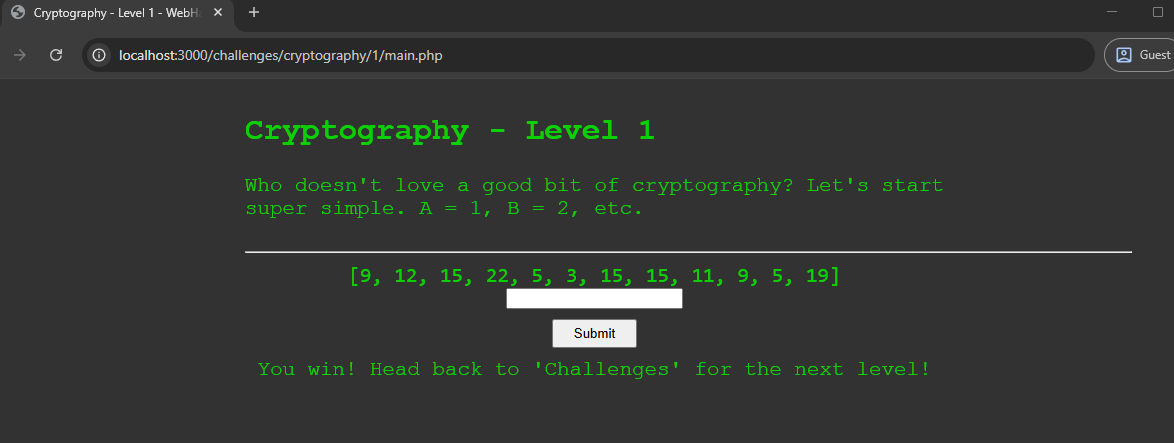 Cryptography - Level 1 - WebH
localhost:3000/challenges/cryptography/1/main.php
Guest
Cryptography - Level 1
Who doesn't love a good bit of cryptography? Let's start
super simple. A = 1, B = 2, etc.
[9, 12, 15, 22, 5, 3, 15, 15, 11, 9, 5, 19]
Submit
You win! Head back to 'Challenges' for the next level!